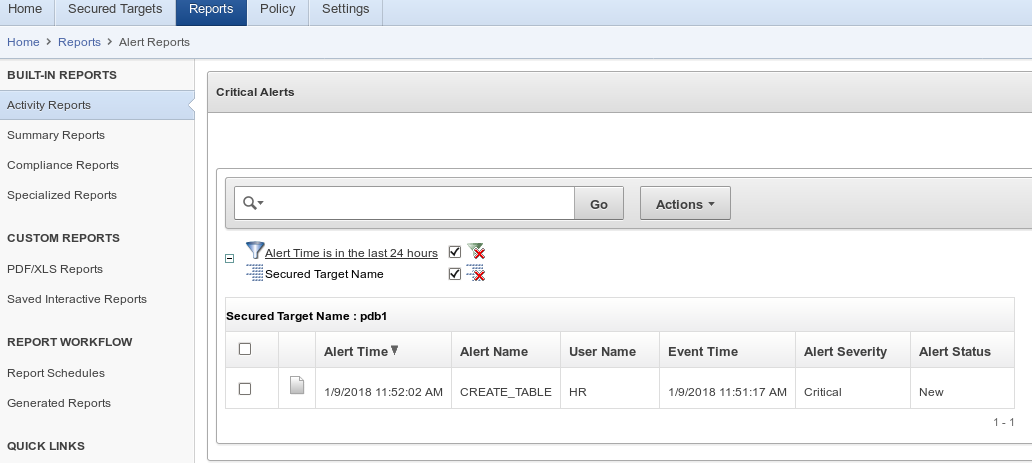 Home Secured Targets Reports Policy Settings
Home > Reports > Alert Reports
BUILT-IN REPORTS
Activity Reports
Summary Reports
Compliance Reports
Specialized Reports
CUSTOM REPORTS
PDF/XLS Reports
Saved Interactive Reports
REPORT WORKFLOW
Report Schedules
Generated Reports
QUICK LINKS
Critical Alerts
Go Actions
Alert Time is in the last 24 hours
Secured Target Name
Secured Target Name : pdb1
Alert Time Alert Name User Name Event Time Alert Severity Alert Status
1/9/2018 11:52:02 AM CREATE_TABLE HR 1/9/2018 11:51:17 AM Critical New
1 - 1